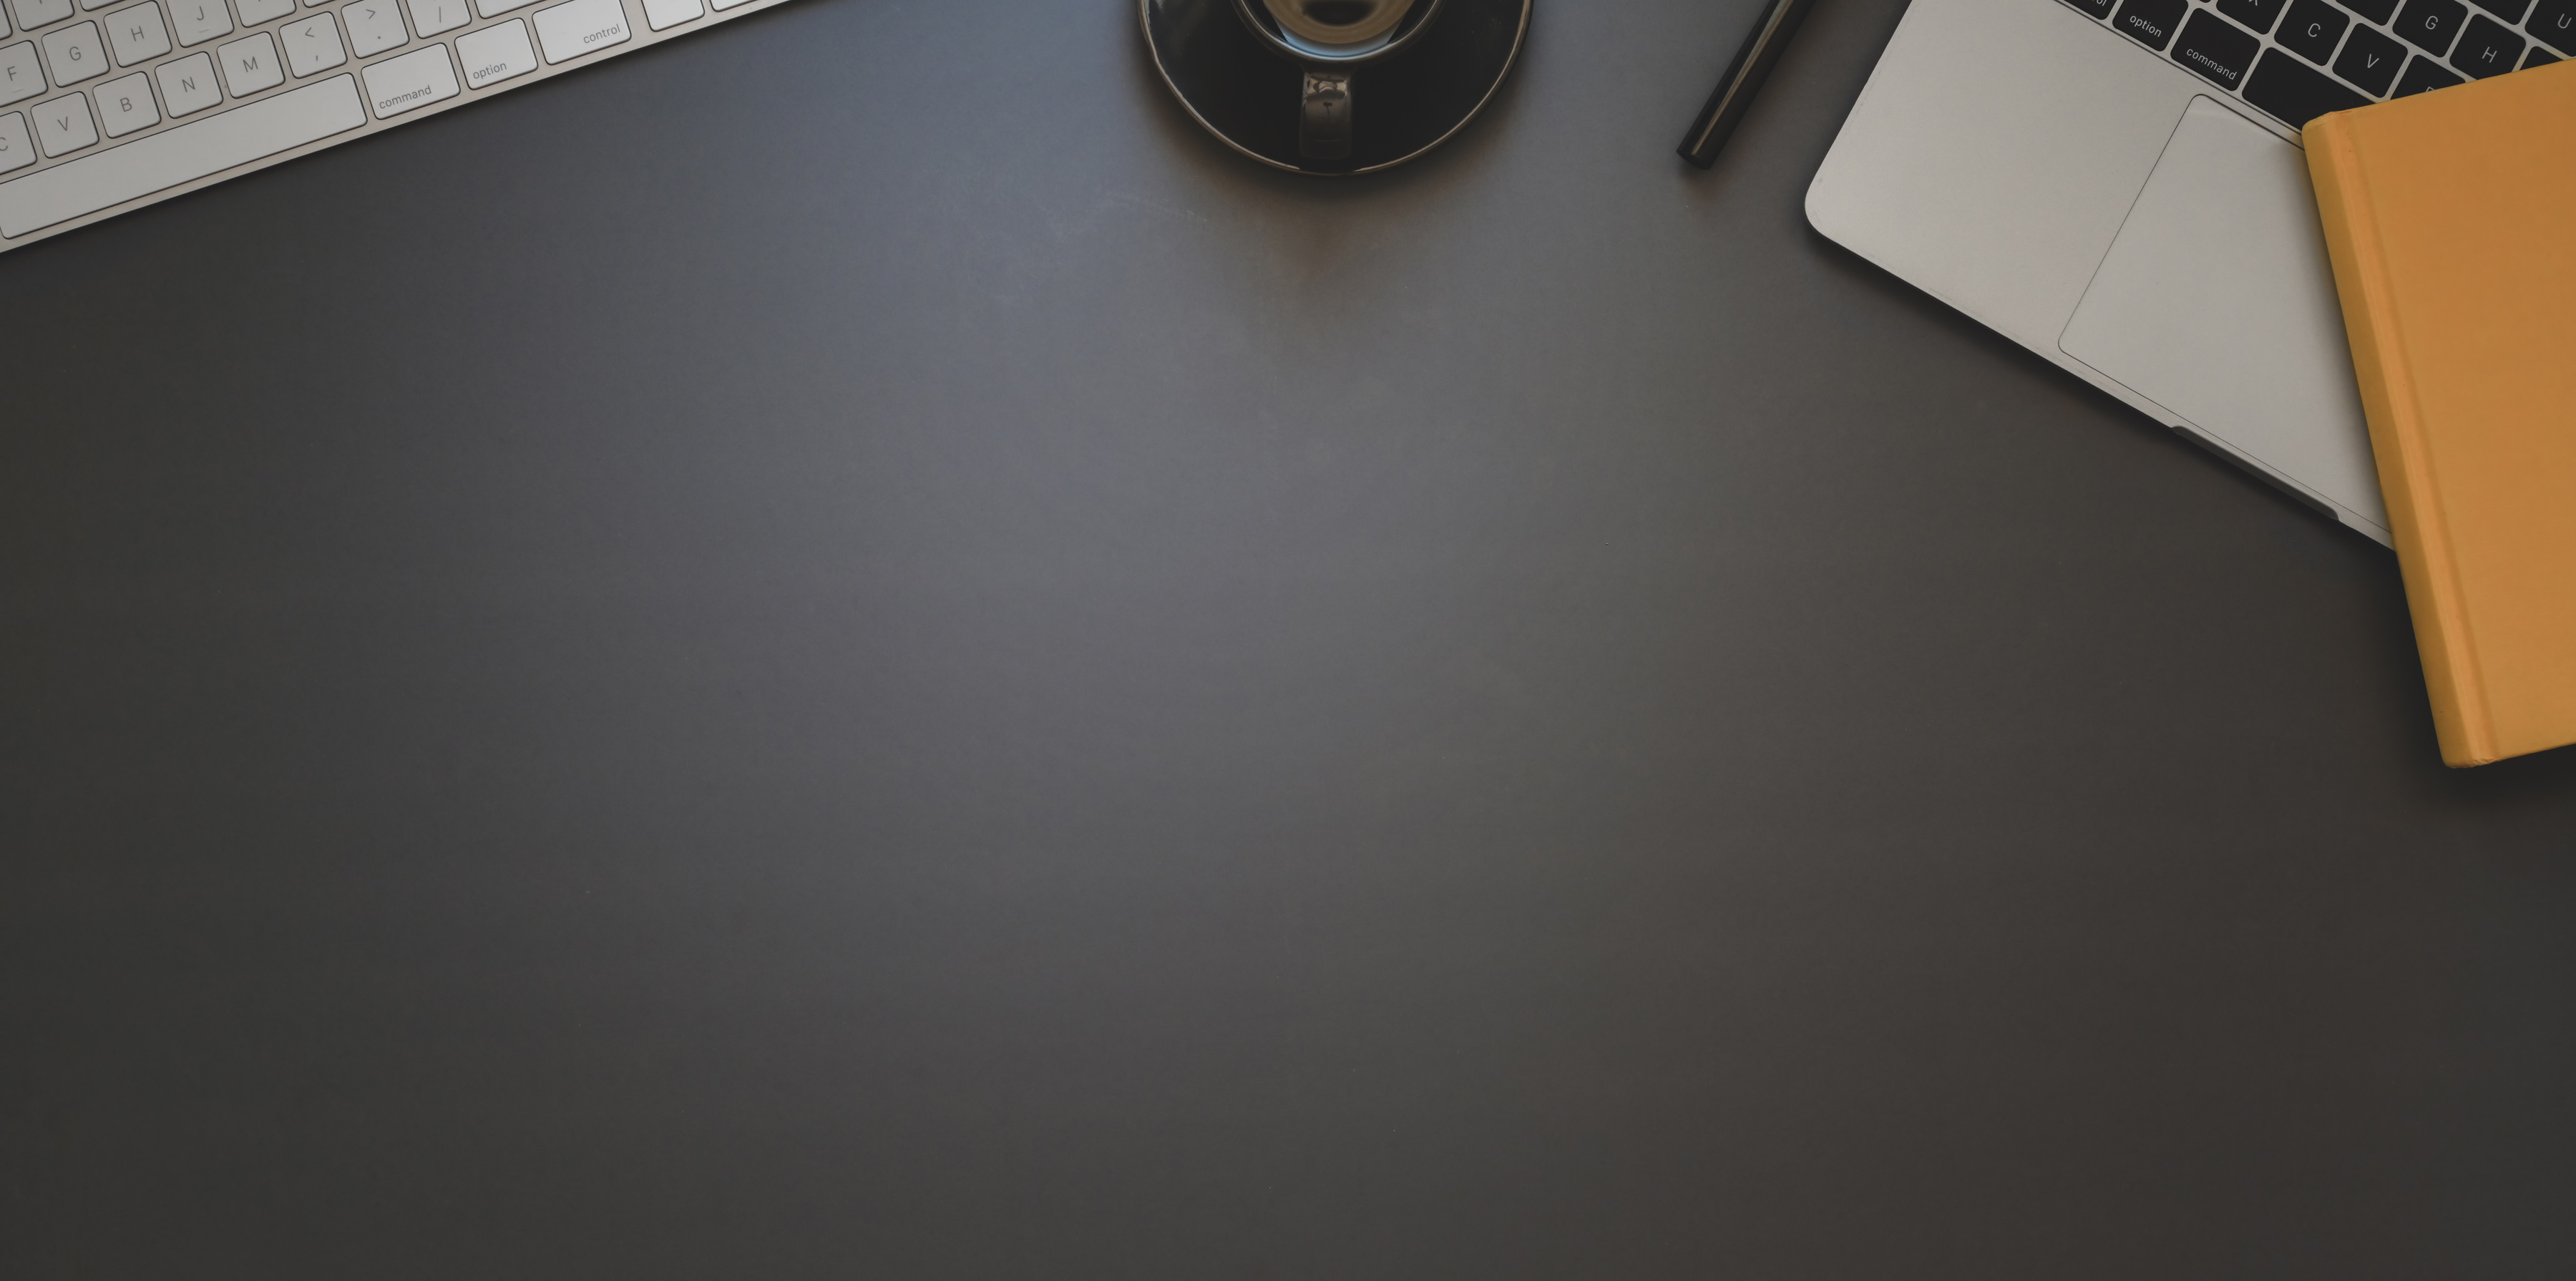 G H J
F
> /
< .
V B N M ,
C
command option control
option
command
C V
G H
U